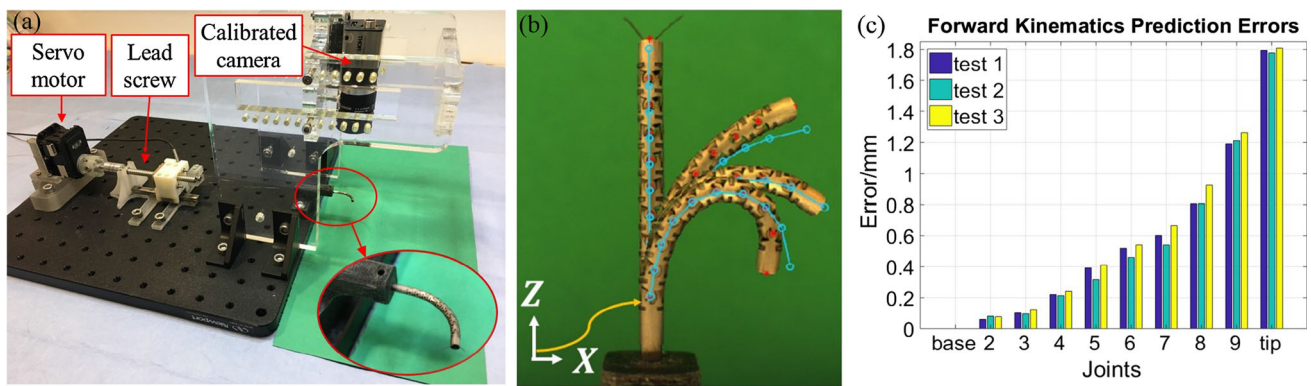 (a)
Servo
motor
Lead
screw
Calibrated
camera
Newport
(b)
Z
X
(c)
Forward Kinematics Prediction Errors
test 1
test 2
test 3
Error/mm
1.8
1.6
1.4
1.2
1
0.8
0.6
0.4
0.2
0
base 2 3 4 5 6 7 8 9 tip
Joints